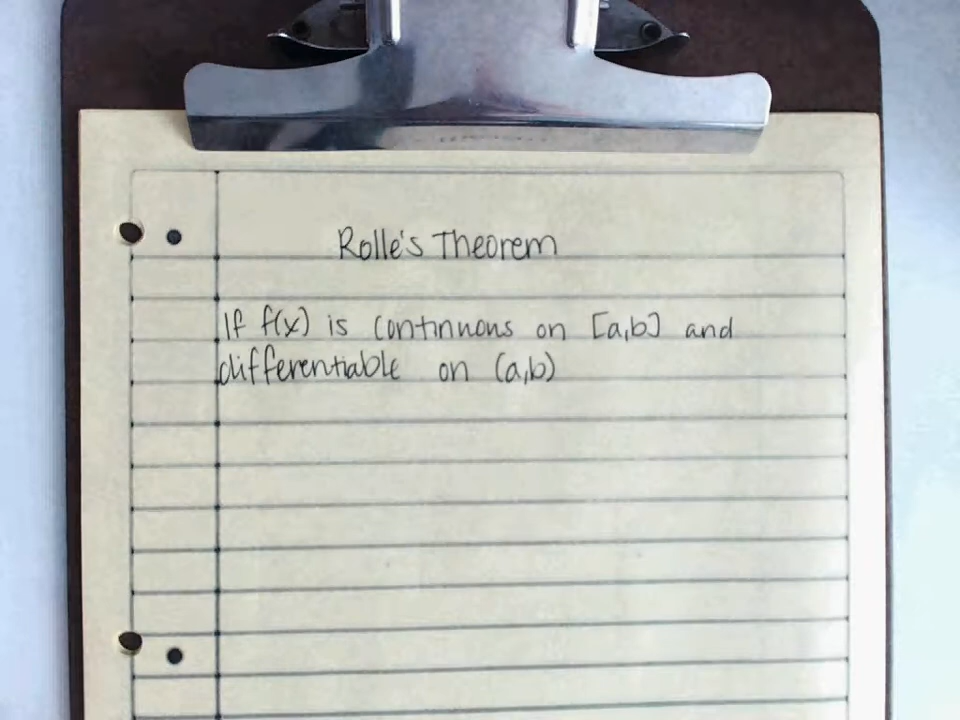 Rolle's Theorem
If f(x) is continuous on [a,b] and
differentiable on (a,b)